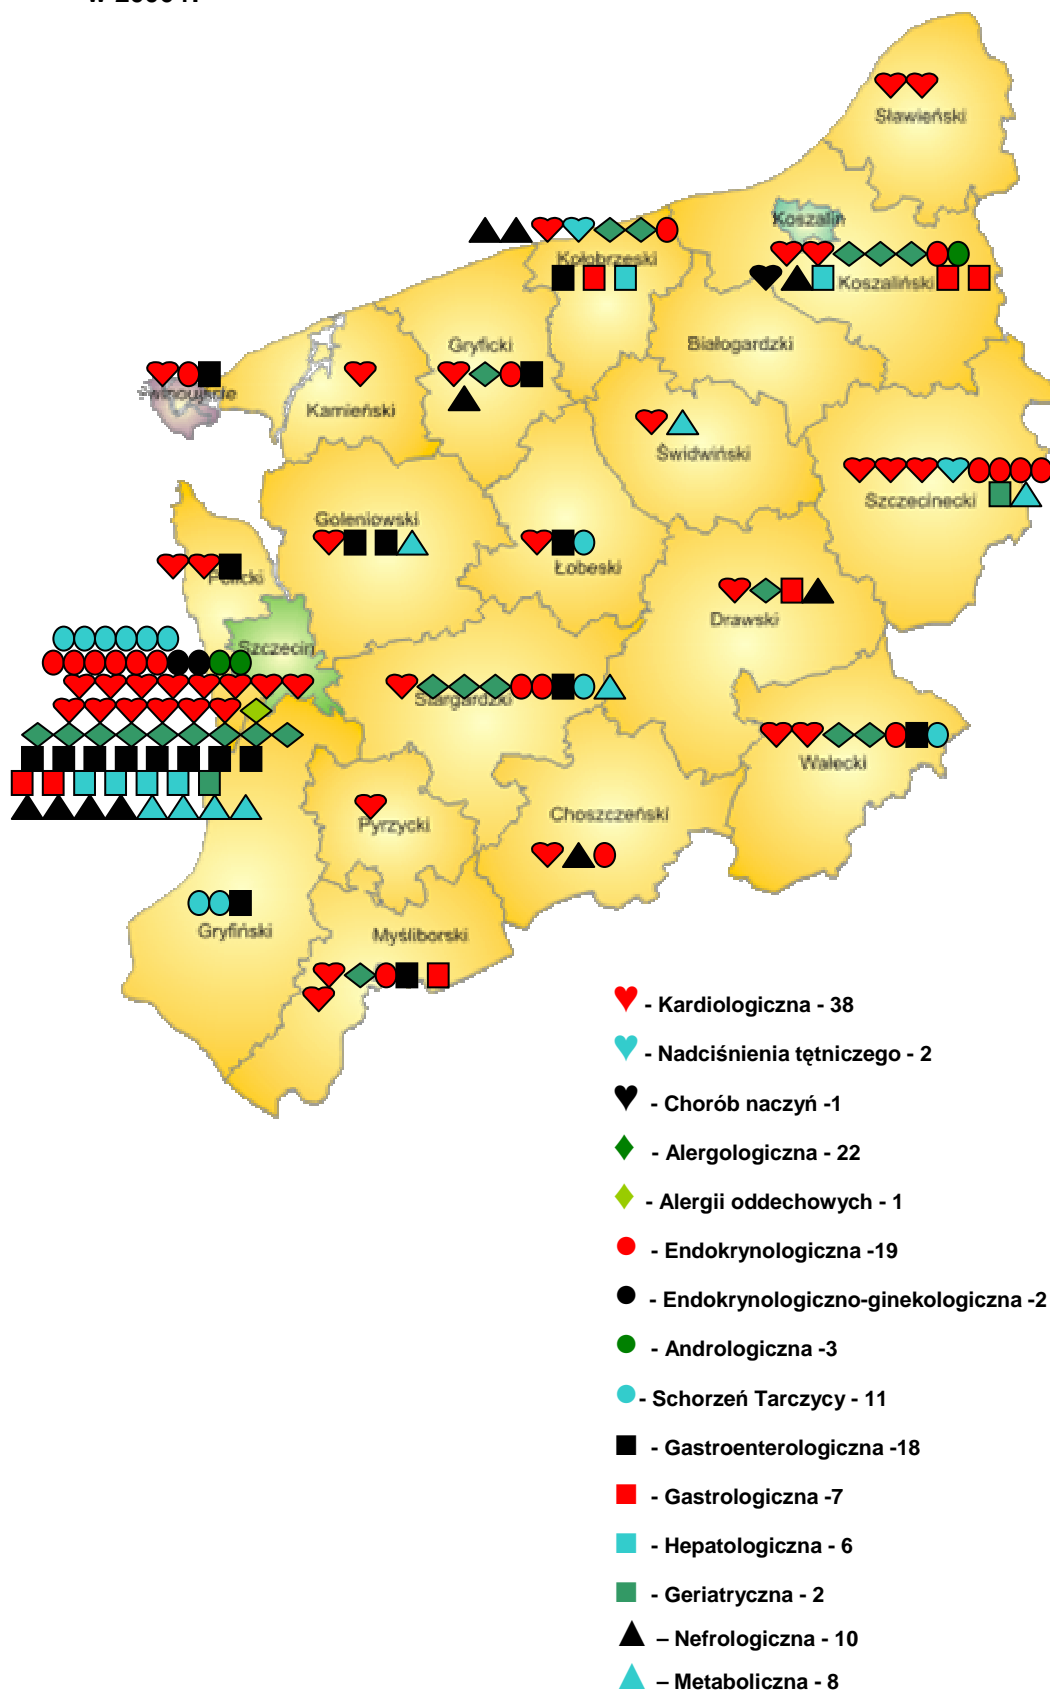 Sławieński
Koszalin
Kołobrzeski
Koszaliński
Gryficki
Białogardzki
Kamieński
Świdwiński
Szczecinecki
Goleniowski
Łobeski
Policki
Drawski
Szczecin
Stargardzki
Wałecki
Pyrzycki
Choszczeński
Gryfiński
Myśliborski
- Kardiologiczna - 38
- Nadciśnienia tętniczego - 2
- Chorób naczyń -1
- Alergologiczna - 22
- Alergii oddechowych - 1
- Endokrynologiczna -19
- Endokrynologiczno-ginekologiczna -2
- Andrologiczna -3
- Schorzeń Tarczycy - 11
- Gastroenterologiczna -18
- Gastrologiczna -7
- Hepatologiczna - 6
- Geriatryczna - 2
– Nefrologiczna - 10
– Metaboliczna - 8